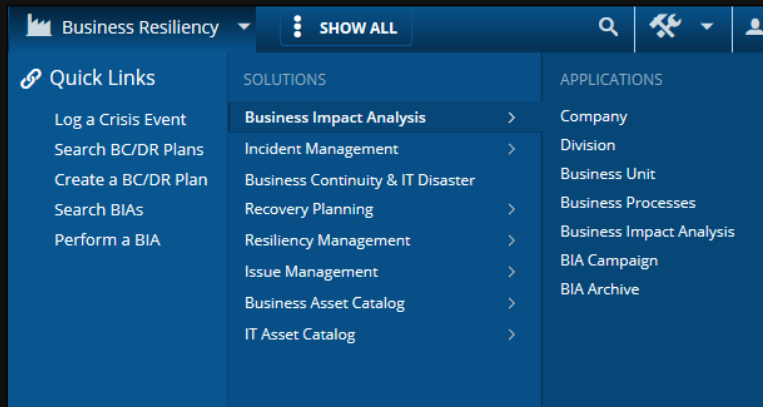 Business Resiliency
SHOW ALL
Quick Links
Log a Crisis Event
Search BC/DR Plans
Create a BC/DR Plan
Search BIAs
Perform a BIA
SOLUTIONS
Business Impact Analysis
Incident Management
Business Continuity & IT Disaster
Recovery Planning
Resiliency Management
Issue Management
Business Asset Catalog
IT Asset Catalog
APPLICATIONS
Company
Division
Business Unit
Business Processes
Business Impact Analysis
BIA Campaign
BIA Archive